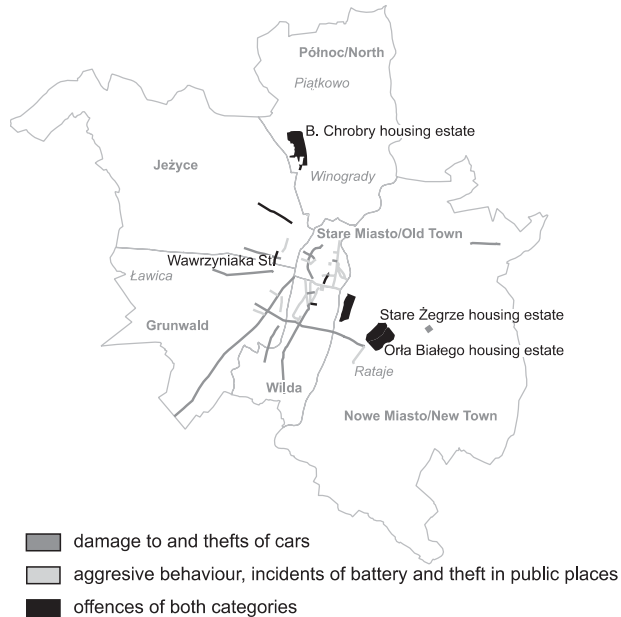 Północ/North
Piątkowo
B. Chrobry housing estate
Jeżyce
Winogrady
Stare Miasto/Old Town
Wawrzyniaka St.
Ławica
Stare Żegrze housing estate
Grunwald
Orła Białego housing estate
Rataje
Wilda
Nowe Miasto/New Town
damage to and thefts of cars
aggresive behaviour, incidents of battery and theft in public places
offences of both categories